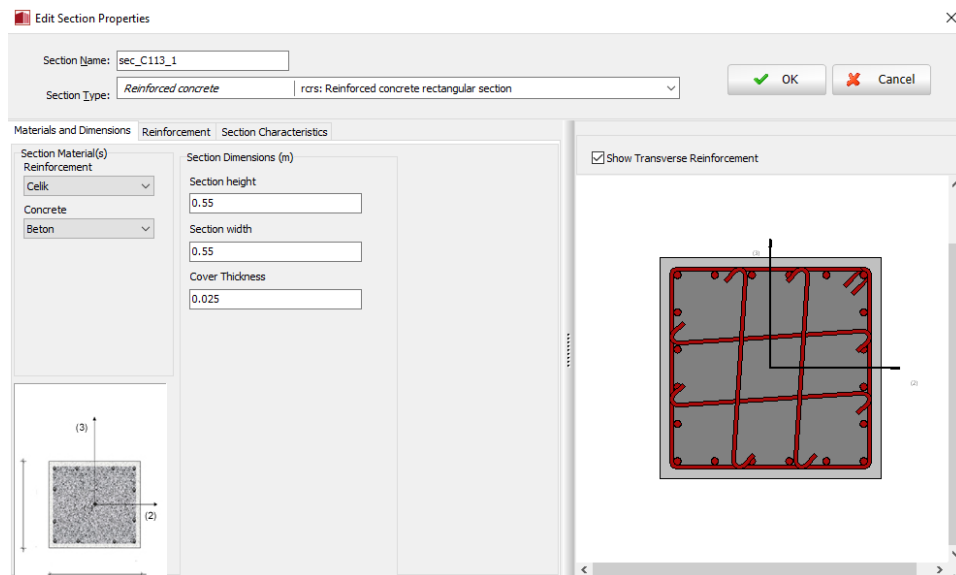 Edit Section Properties
Section Name: sec_C113_1
Section Type: Reinforced concrete rcrs: Reinforced concrete rectangular section
OK Cancel
Materials and Dimensions Reinforcement Section Characteristics
Section Material(s)
Reinforcement
Celik
Concrete
Beton
Section Dimensions (m)
Section height
0.55
Section width
0.55
Cover Thickness
0.025
Show Transverse Reinforcement
(3)
(2)
(3)
(2)